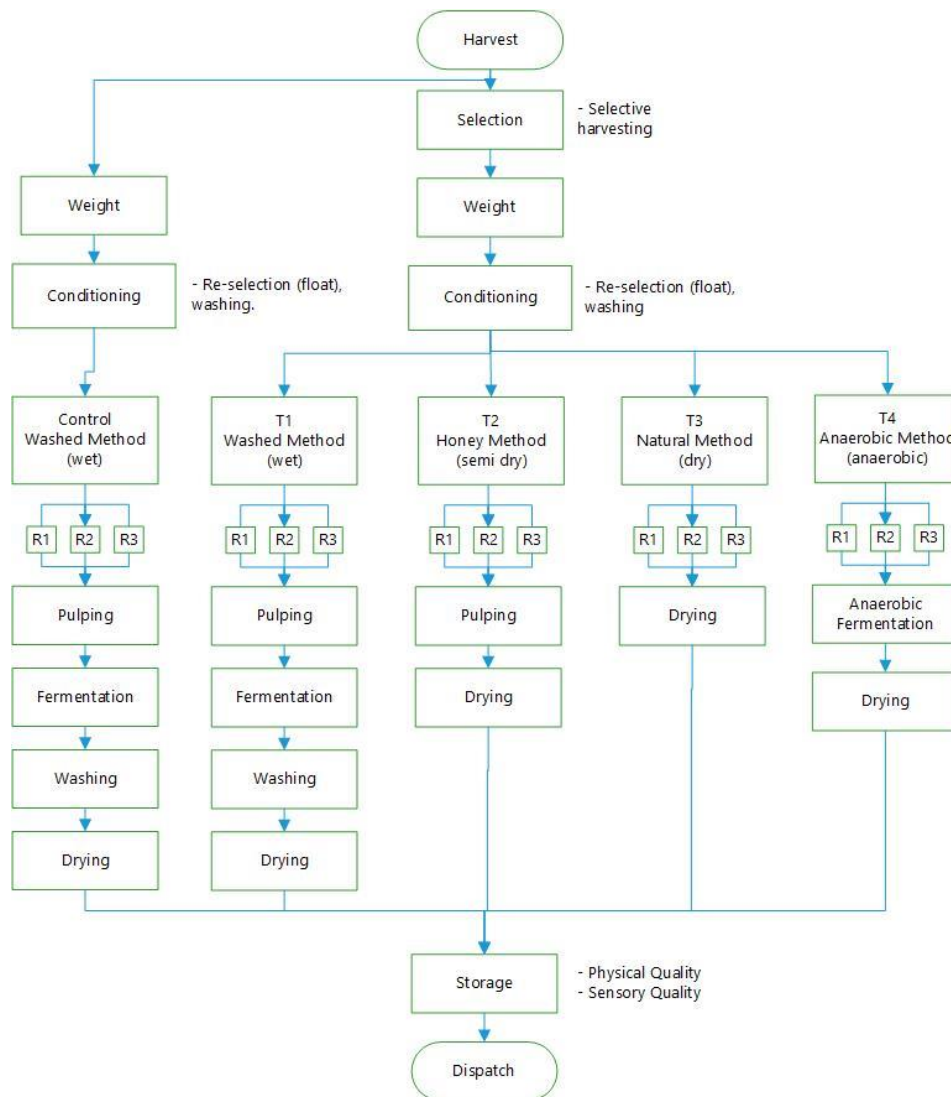 Harvest
Selection
- Selective
harvesting
Weight
Weight
Conditioning
- Re-selection (float),
washing.
Conditioning
- Re-selection (float),
washing
Control
Washed Method
(wet)
T1
Washed Method
(wet)
T2
Honey Method
(semi dry)
T3
Natural Method
(dry)
T4
Anaerobic Method
(anaerobic)
R1 R2 R3
R1 R2 R3
R1 R2 R3
R1 R2 R3
R1 R2 R3
Pulping
Pulping
Pulping
Drying
Anaerobic
Fermentation
Fermentation
Fermentation
Drying
Drying
Washing
Washing
Drying
Drying
Storage
- Physical Quality
- Sensory Quality
Dispatch